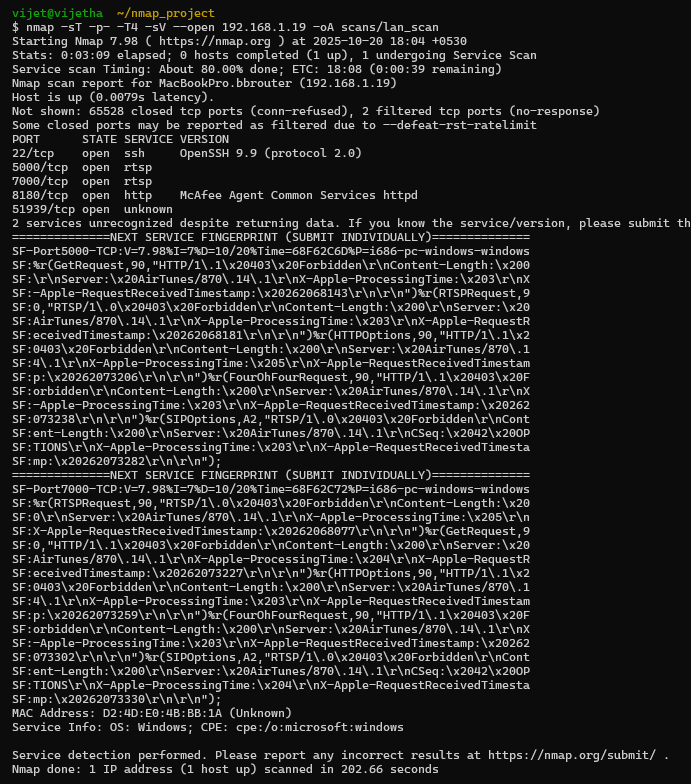 vijet@vijetha ~/nmap_project
$ nmap -sT -p- -T4 -sV --open 192.168.1.19 -oA scans/lan_scan
Starting Nmap 7.98 ( https://nmap.org ) at 2025-10-20 18:04 +0530
Stats: 0:03:09 elapsed; 0 hosts completed (1 up), 1 undergoing Service Scan
Service scan Timing: About 80.00% done; ETC: 18:08 (0:00:39 remaining)
Nmap scan report for MacBookPro.bbrouter (192.168.1.19)
Host is up (0.0079s latency).
Not shown: 65528 closed tcp ports (conn-refused), 2 filtered tcp ports (no-response)
Some closed ports may be reported as filtered due to --defeat-rst-ratelimit
PORT STATE SERVICE VERSION
22/tcp open ssh OpenSSH 9.9 (protocol 2.0)
5000/tcp open rtsp
7000/tcp open rtsp
8180/tcp open http McAfee Agent Common Services httpd
51939/tcp open unknown
2 services unrecognized despite returning data. If you know the service/version, please submit th
==============NEXT SERVICE FINGERPRINT (SUBMIT INDIVIDUALLY)==============
SF-Port5000-TCP:V=7.98%I=7%D=10/20%Time=68F62C6D%P=i686-pc-windows-windows
SF:%r(GetRequest,90,"HTTP/1\.1\x20403\x20Forbidden\r\nContent-Length:\x200
SF:\r\nServer:\x20AirTunes/870\.14\.1\r\nX-Apple-ProcessingTime:\x203\r\nX
SF:-Apple-RequestReceivedTimestamp:\x20262068143\r\n\r\n")%r(RTSPRequest,9
SF:0,"RTSP/1\.0\x20403\x20Forbidden\r\nContent-Length:\x200\r\nServer:\x20
SF:AirTunes/870\.14\.1\r\nX-Apple-ProcessingTime:\x203\r\nX-Apple-RequestR
SF:eceivedTimestamp:\x20262068181\r\n\r\n")%r(HTTPOptions,90,"HTTP/1\.1\x2
SF:0403\x20Forbidden\r\nContent-Length:\x200\r\nServer:\x20AirTunes/870\.1
SF:4\.1\r\nX-Apple-ProcessingTime:\x205\r\nX-Apple-RequestReceivedTimestam
SF:p:\x20262073206\r\n\r\n")%r(FourOhFourRequest,90,"HTTP/1\.1\x20403\x20F
SF:orbidden\r\nContent-Length:\x200\r\nServer:\x20AirTunes/870\.14\.1\r\nX
SF:-Apple-ProcessingTime:\x203\r\nX-Apple-RequestReceivedTimestamp:\x20262
SF:073238\r\n\r\n")%r(SIPOptions,A2,"RTSP/1\.0\x20403\x20Forbidden\r\nCont
SF:ent-Length:\x200\r\nServer:\x20AirTunes/870\.14\.1\r\nCSeq:\x2042\x20OP
SF:TIONS\r\nX-Apple-ProcessingTime:\x203\r\nX-Apple-RequestReceivedTimesta
SF:mp:\x20262073282\r\n\r\n");
==============NEXT SERVICE FINGERPRINT (SUBMIT INDIVIDUALLY)==============
SF-Port7000-TCP:V=7.98%I=7%D=10/20%Time=68F62C72%P=i686-pc-windows-windows
SF:%r(RTSPRequest,90,"RTSP/1\.0\x20403\x20Forbidden\r\nContent-Length:\x20
SF:0\r\nServer:\x20AirTunes/870\.14\.1\r\nX-Apple-ProcessingTime:\x205\r\n
SF:X-Apple-RequestReceivedTimestamp:\x20262068077\r\n\r\n")%r(GetRequest,9
SF:0,"HTTP/1\.1\x20403\x20Forbidden\r\nContent-Length:\x200\r\nServer:\x20
SF:AirTunes/870\.14\.1\r\nX-Apple-ProcessingTime:\x204\r\nX-Apple-RequestR
SF:eceivedTimestamp:\x20262073227\r\n\r\n")%r(HTTPOptions,90,"HTTP/1\.1\x2
SF:0403\x20Forbidden\r\nContent-Length:\x200\r\nServer:\x20AirTunes/870\.1
SF:4\.1\r\nX-Apple-ProcessingTime:\x203\r\nX-Apple-RequestReceivedTimestam
SF:p:\x20262073259\r\n\r\n")%r(FourOhFourRequest,90,"HTTP/1\.1\x20403\x20F
SF:orbidden\r\nContent-Length:\x200\r\nServer:\x20AirTunes/870\.14\.1\r\nX
SF:-Apple-ProcessingTime:\x203\r\nX-Apple-RequestReceivedTimestamp:\x20262
SF:073302\r\n\r\n")%r(SIPOptions,A2,"RTSP/1\.0\x20403\x20Forbidden\r\nCont
SF:ent-Length:\x200\r\nServer:\x20AirTunes/870\.14\.1\r\nCSeq:\x2042\x20OP
SF:TIONS\r\nX-Apple-ProcessingTime:\x204\r\nX-Apple-RequestReceivedTimesta
SF:mp:\x20262073330\r\n\r\n");
MAC Address: D2:4D:E0:4B:BB:1A (Unknown)
Service Info: OS: Windows; CPE: cpe:/o:microsoft:windows
Service detection performed. Please report any incorrect results at https://nmap.org/submit/ .
Nmap done: 1 IP address (1 host up) scanned in 202.66 seconds